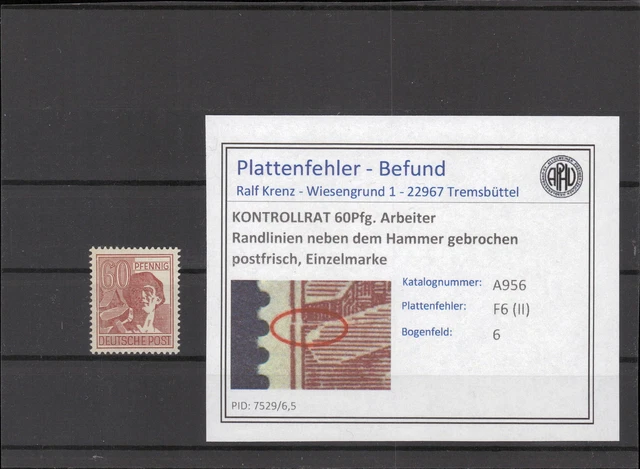 60 PFENNIG
DEUTSCHE POST
Plattenfehler - Befund
Ralf Krenz - Wiesengrund 1 - 22967 Tremsbüttel
APHV
KONTROLLRAT 60Pfg. Arbeiter
Randlinien neben dem Hammer gebrochen
postfrisch, Einzelmarke
Katalognummer: A956
Plattenfehler: F6 (II)
Bogenfeld: 6
PID: 7529/6,5